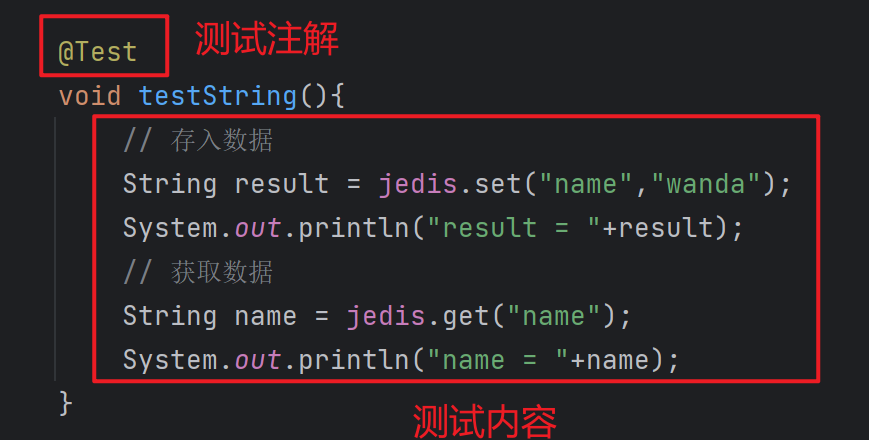 @Test 测试注解
void testString(){
// 存入数据
String result = jedis.set("name","wanda");
System.out.println("result = "+result);
// 获取数据
String name = jedis.get("name");
System.out.println("name = "+name);
}
测试内容